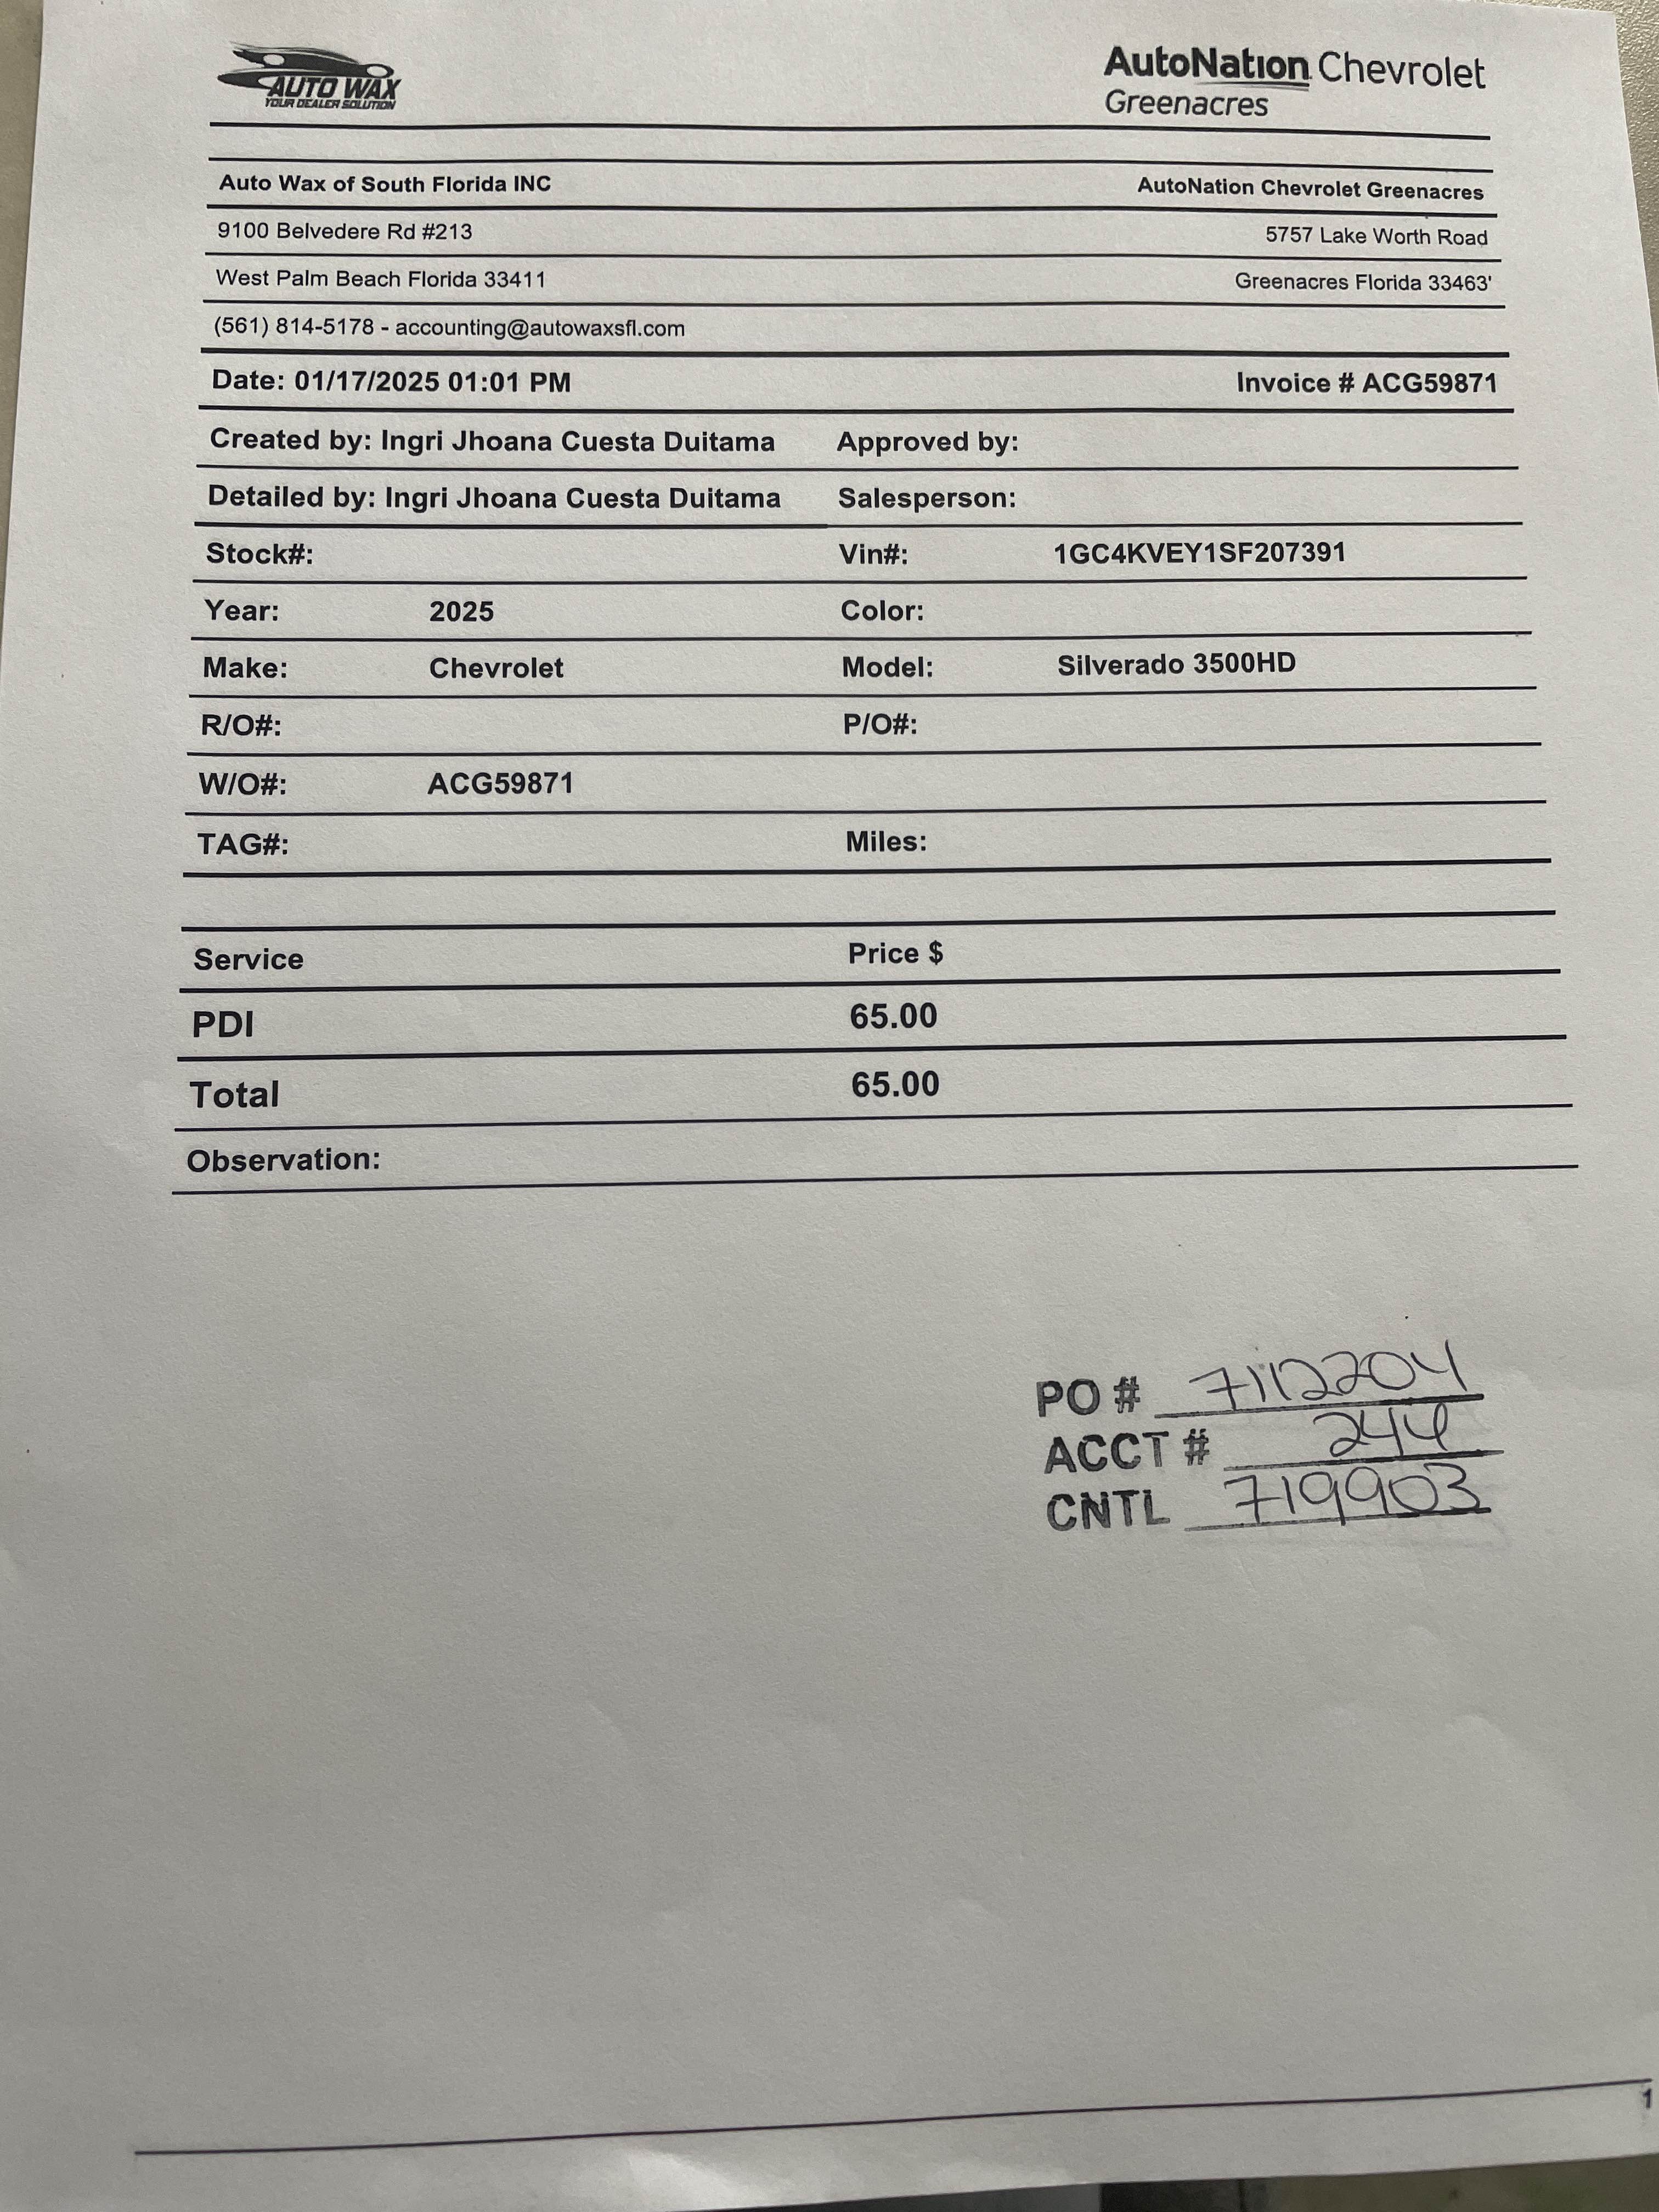 AUTO WAX
YOUR DEALER SOLUTION
AutoNation Chevrolet
Greenacres
Auto Wax of South Florida INC
AutoNation Chevrolet Greenacres
9100 Belvedere Rd #213
5757 Lake Worth Road
West Palm Beach Florida 33411
Greenacres Florida 33463'
(561) 814-5178 - accounting@autowaxsfl.com
Date: 01/17/2025 01:01 PM Invoice # ACG59871
Created by: Ingri Jhoana Cuesta Duitama Approved by:
Detailed by: Ingri Jhoana Cuesta Duitama Salesperson:
Stock#: Vin#: 1GC4KVEY1SF207391
Year: 2025 Color:
Make: Chevrolet Model: Silverado 3500HD
R/O#: P/O#:
W/O#: ACG59871
TAG#: Miles:
Service Price $
PDI 65.00
Total 65.00
Observation:
PO # 7112204
ACCT # 244
CNTL 719903
1